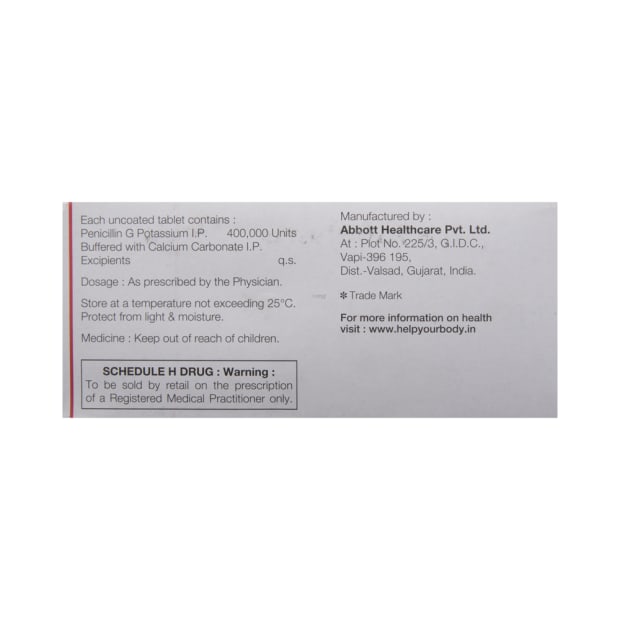 Each uncoated tablet contains :
Penicillin G Potassium I.P. 400,000 Units
Buffered with Calcium Carbonate I.P.
Excipients q.s.
Dosage : As prescribed by the Physician.
Store at a temperature not exceeding 25°C.
Protect from light & moisture.
Medicine : Keep out of reach of children.
SCHEDULE H DRUG : Warning :
To be sold by retail on the prescription
of a Registered Medical Practitioner only.
Manufactured by :
Abbott Healthcare Pvt. Ltd.
At : Plot No. 225/3, G.I.D.C.,
Vapi-396 195,
Dist.-Valsad, Gujarat, India.
✻ Trade Mark
For more information on health
visit : www.helpyourbody.in